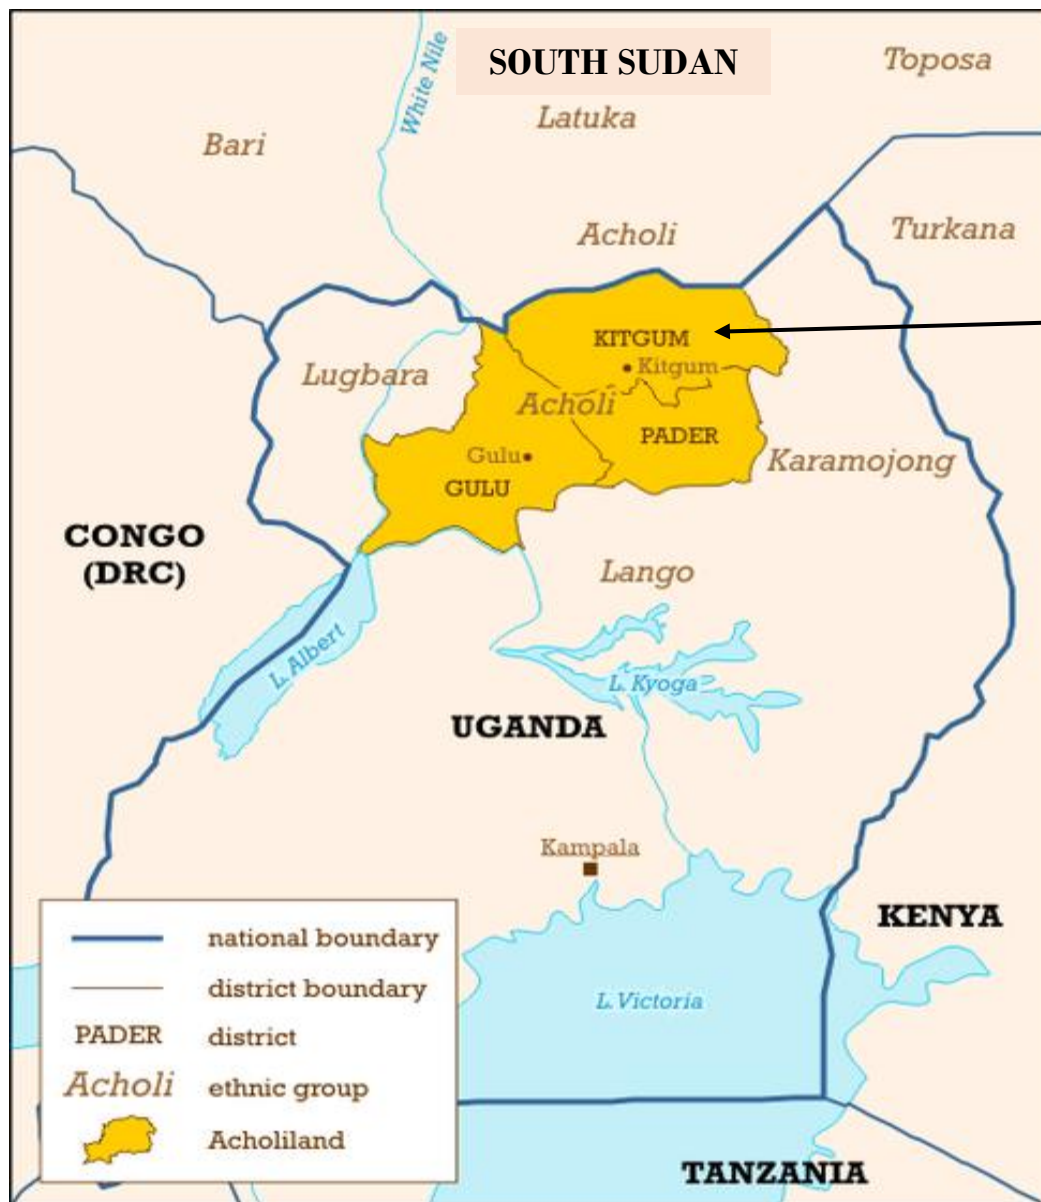 SOUTH SUDAN
Toposa
White Nile
Latuka
Bari
Acholi
Turkana
KITGUM
Kitgum
Lugbara
Acholi
PADER
Gulu
GULU
Karamojong
CONGO
(DRC)
Lango
L. Albert
L. Kyoga
UGANDA
Kampala
KENYA
national boundary
district boundary
L. Victoria
PADER district
Acholi ethnic group
Acholiland
TANZANIA